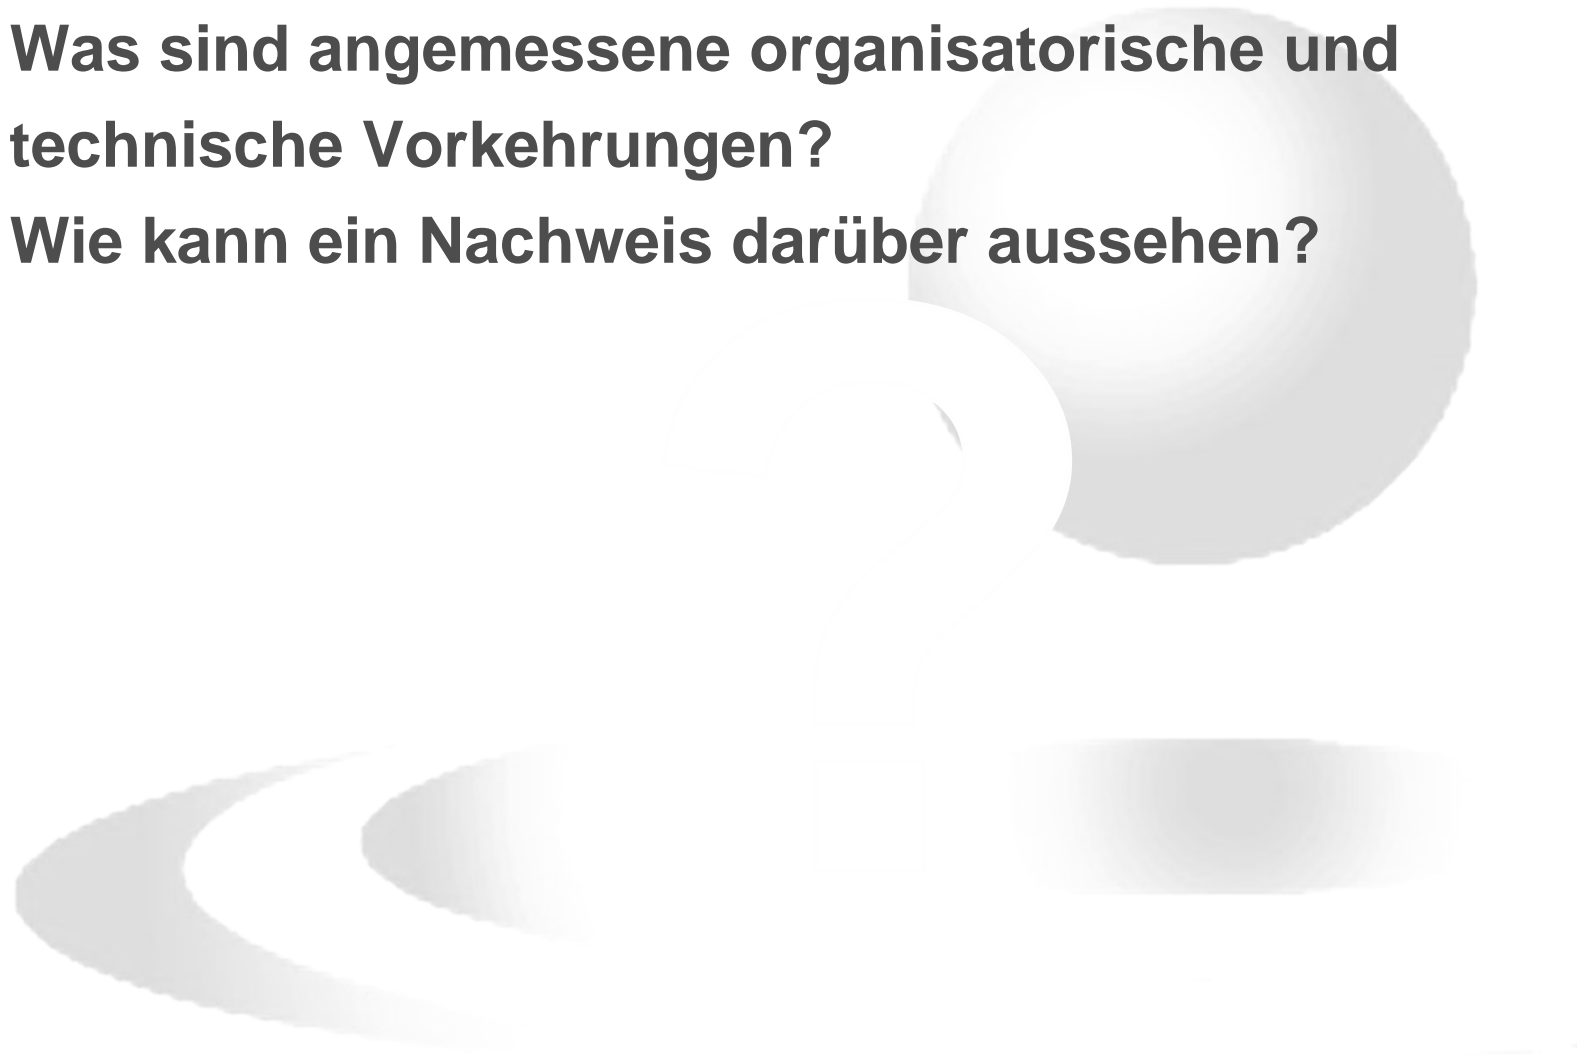 Was sind angemessene organisatorische und
technische Vorkehrungen?
Wie kann ein Nachweis darüber aussehen?